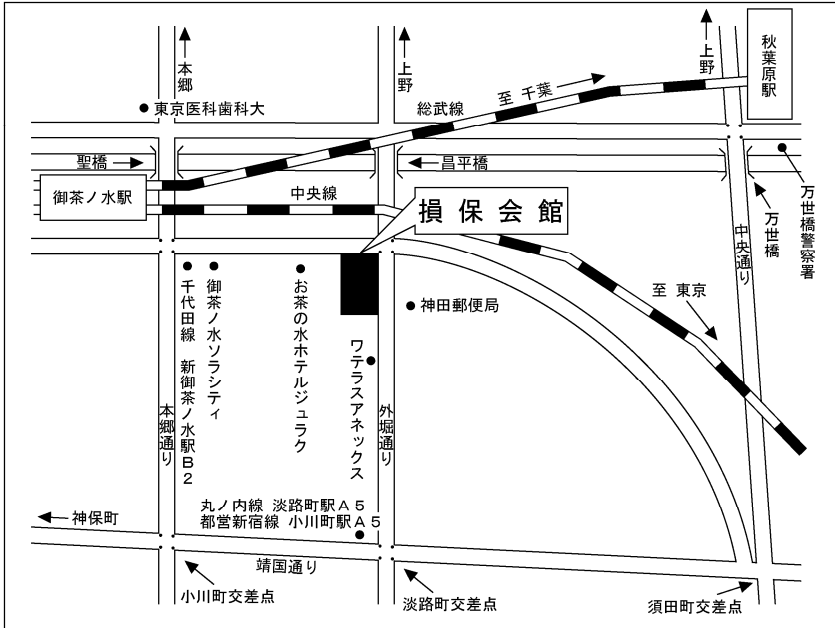 本郷
上野
上野
秋葉原駅
東京医科歯科大
総武線
至 千葉
聖橋
昌平橋
御茶ノ水駅
中央線
損保会館
万世橋
万世橋警察署
中央通り
千代田線 新御茶ノ水駅B2
御茶ノ水ソラシティ
お茶の水ホテルジュラク
神田郵便局
至 東京
ワテラスアネックス
本郷通り
外堀通り
丸ノ内線 淡路町駅A5
都営新宿線 小川町駅A5
神保町
靖国通り
小川町交差点
淡路町交差点
須田町交差点